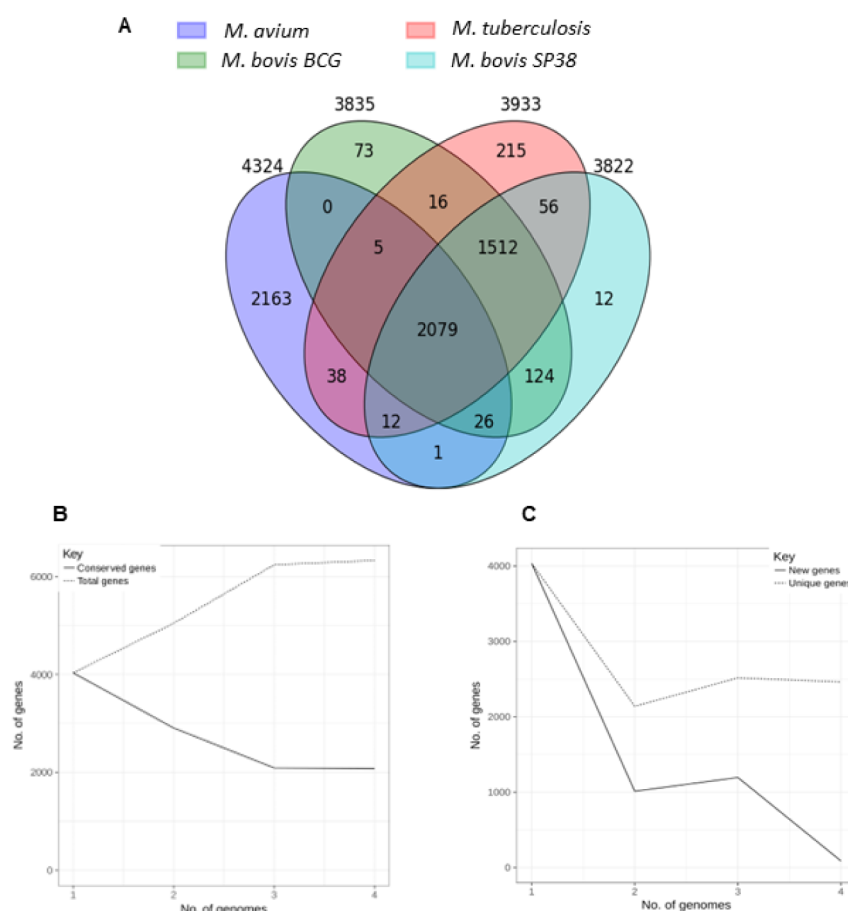 A
M. avium
M. tuberculosis
M. bovis BCG
M. bovis SP38
3835
3933
4324
73
215
3822
0
16
56
5
1512
2163
12
2079
38
124
12
26
1
B
Key
Conserved genes
Total genes
6000
4000
2000
0
No. of genes
1
2
3
4
No. of genomes
C
Key
New genes
Unique genes
4000
3000
2000
1000
0
No. of genes
1
2
3
4
No. of genomes